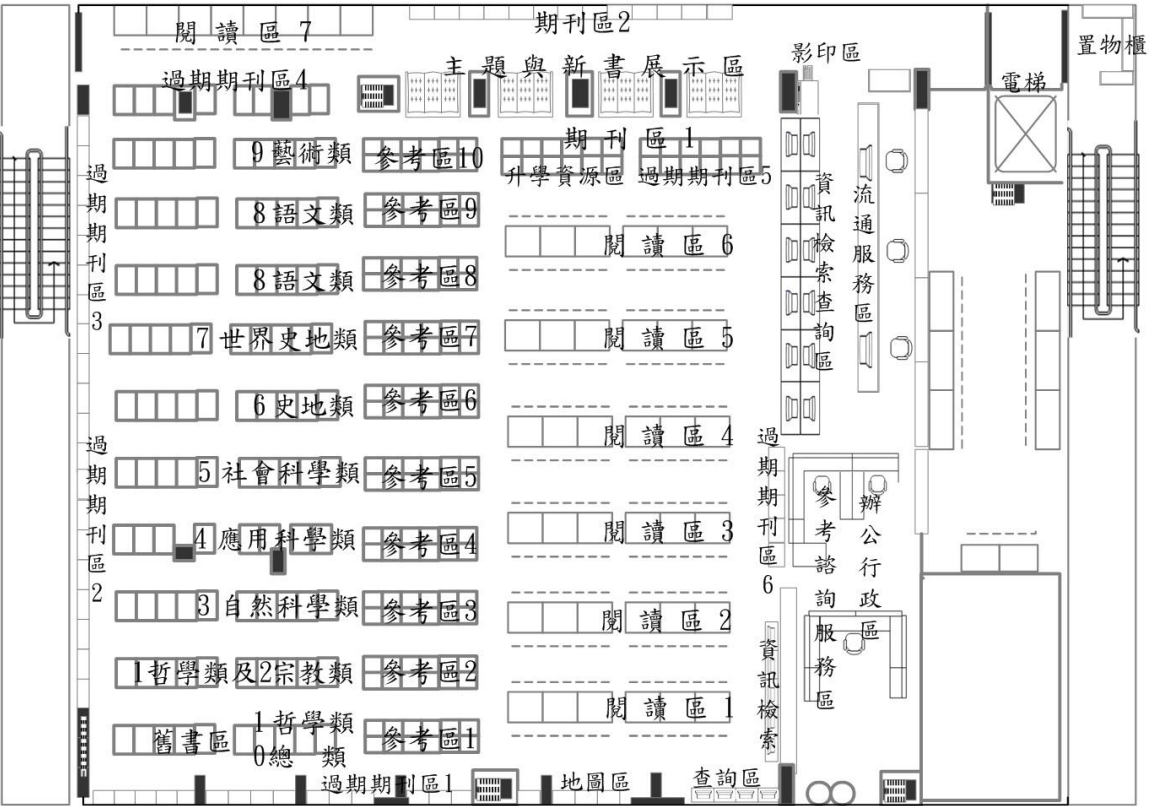 閱讀區7
期刊區2
置物櫃
影印區
主題與新書展示區
電梯
過期期刊區4
期刊區1
9藝術類
參考區10
升學資源區
過期期刊區5
過期期刊區3
資訊檢索查詢區
流通服務區
8語文類
參考區9
閱讀區6
8語文類
參考區8
7世界史地類
參考區7
閱讀區5
6史地類
參考區6
閱讀區4
過期期刊區2
過期期刊區6
5社會科學類
參考區5
參考諮詢服務區
辦公行政區
4應用科學類
參考區4
閱讀區3
3自然科學類
參考區3
閱讀區2
資訊檢索
1哲學類及2宗教類
參考區2
閱讀區1
舊書區
1哲學類
0總類
參考區1
過期期刊區1
地圖區
查詢區